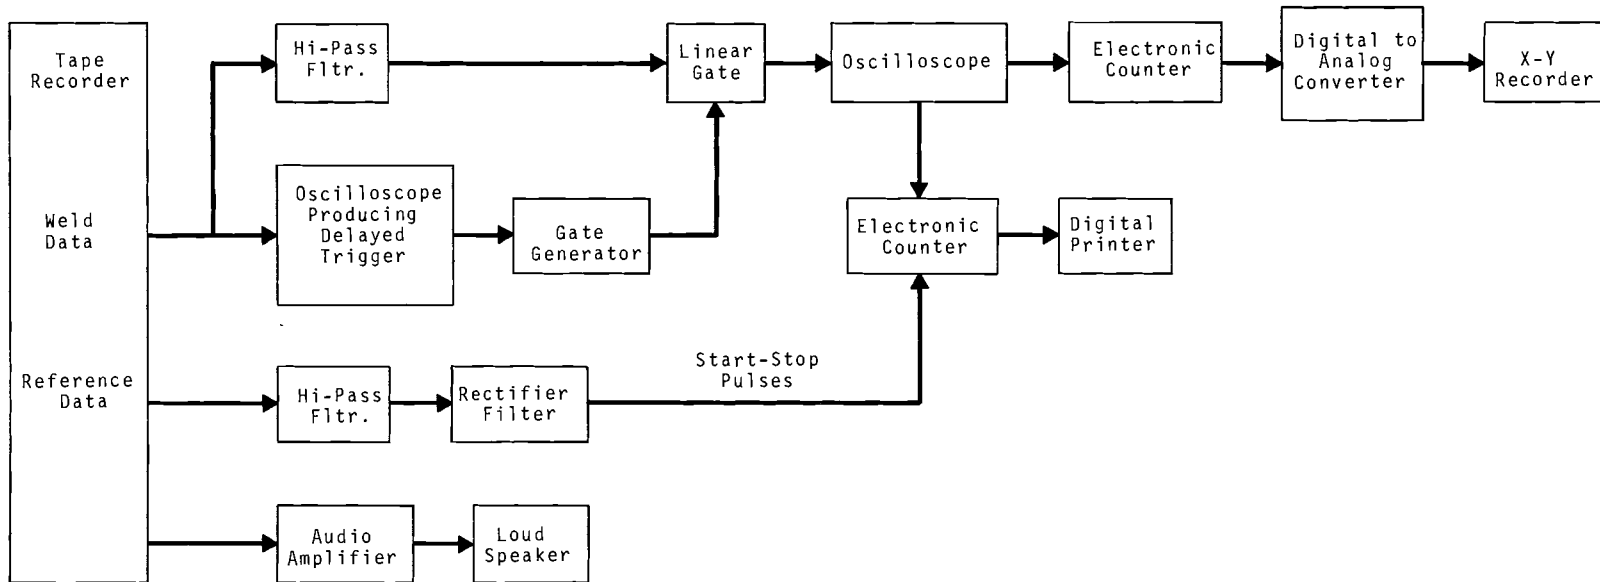 Tape
Recorder
Hi-Pass
Fltr.
Linear
Gate
Oscilloscope
Electronic
Counter
Digital to
Analog
Converter
X-Y
Recorder
Weld
Data
Oscilloscope
Producing
Delayed
Trigger
Gate
Generator
Electronic
Counter
Digital
Printer
Reference
Data
Hi-Pass
Fltr.
Rectifier
Filter
Start-Stop
Pulses
Audio
Amplifier
Loud
Speaker